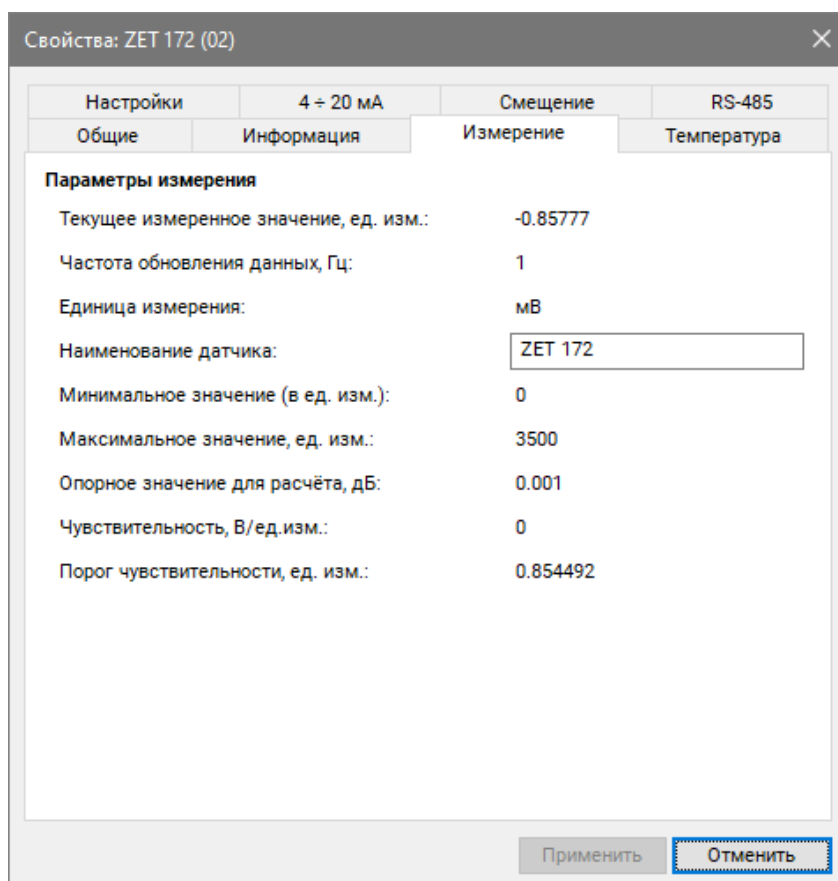 Свойства: ZET 172 (02)
Настройки 4 ÷ 20 мА Смещение RS-485
Общие Информация Измерение Температура
Параметры измерения
Текущее измеренное значение, ед. изм.: -0.85777
Частота обновления данных, Гц: 1
Единица измерения: мВ
Наименование датчика: ZET 172
Минимальное значение (в ед. изм.): 0
Максимальное значение, ед. изм.: 3500
Опорное значение для расчёта, дБ: 0.001
Чувствительность, В/ед.изм.: 0
Порог чувствительности, ед. изм.: 0.854492
Применить Отменить